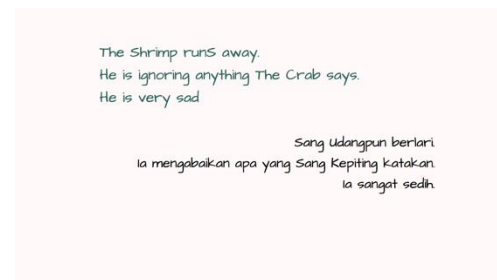 The Shrimp runS away.
He is ignoring anything The Crab says.
He is very sad
Sang Udangpun berlari.
Ia mengabaikan apa yang Sang Kepiting katakan.
Ia sangat sedih.